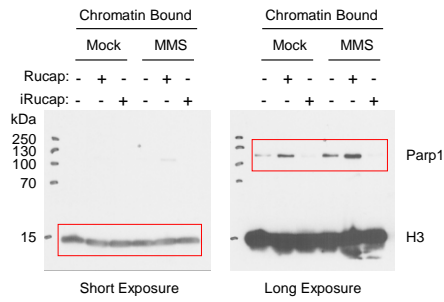 Chromatin Bound Chromatin Bound
Mock MMS Mock MMS
Rucap: - + - - + - - + - - + -
iRucap: - - + - - + - - + - - +
kDa
250
130
100
70
15
Parp1
H3
Short Exposure Long Exposure